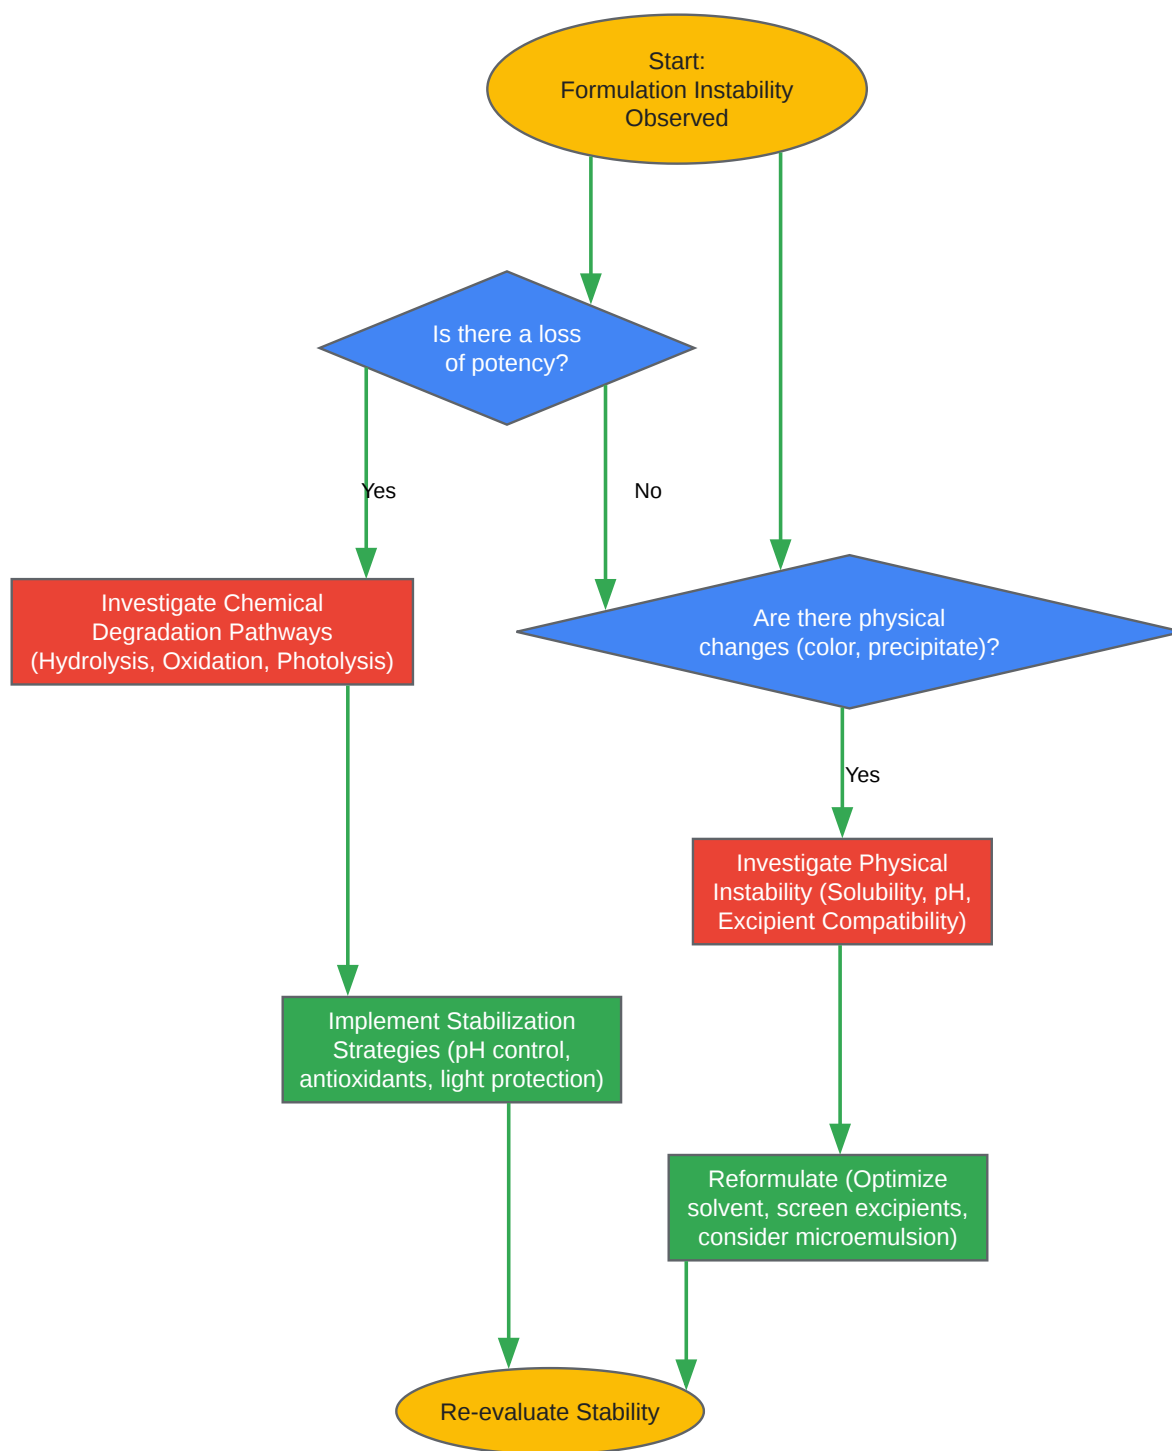 Start:
Formulation Instability
Observed
Is there a loss
of potency?
Yes
No
Investigate Chemical
Degradation Pathways
(Hydrolysis, Oxidation, Photolysis)
Are there physical
changes (color, precipitate)?
Yes
Investigate Physical
Instability (Solubility, pH,
Excipient Compatibility)
Implement Stabilization
Strategies (pH control,
antioxidants, light protection)
Reformulate (Optimize
solvent, screen excipients,
consider microemulsion)
Re-evaluate Stability